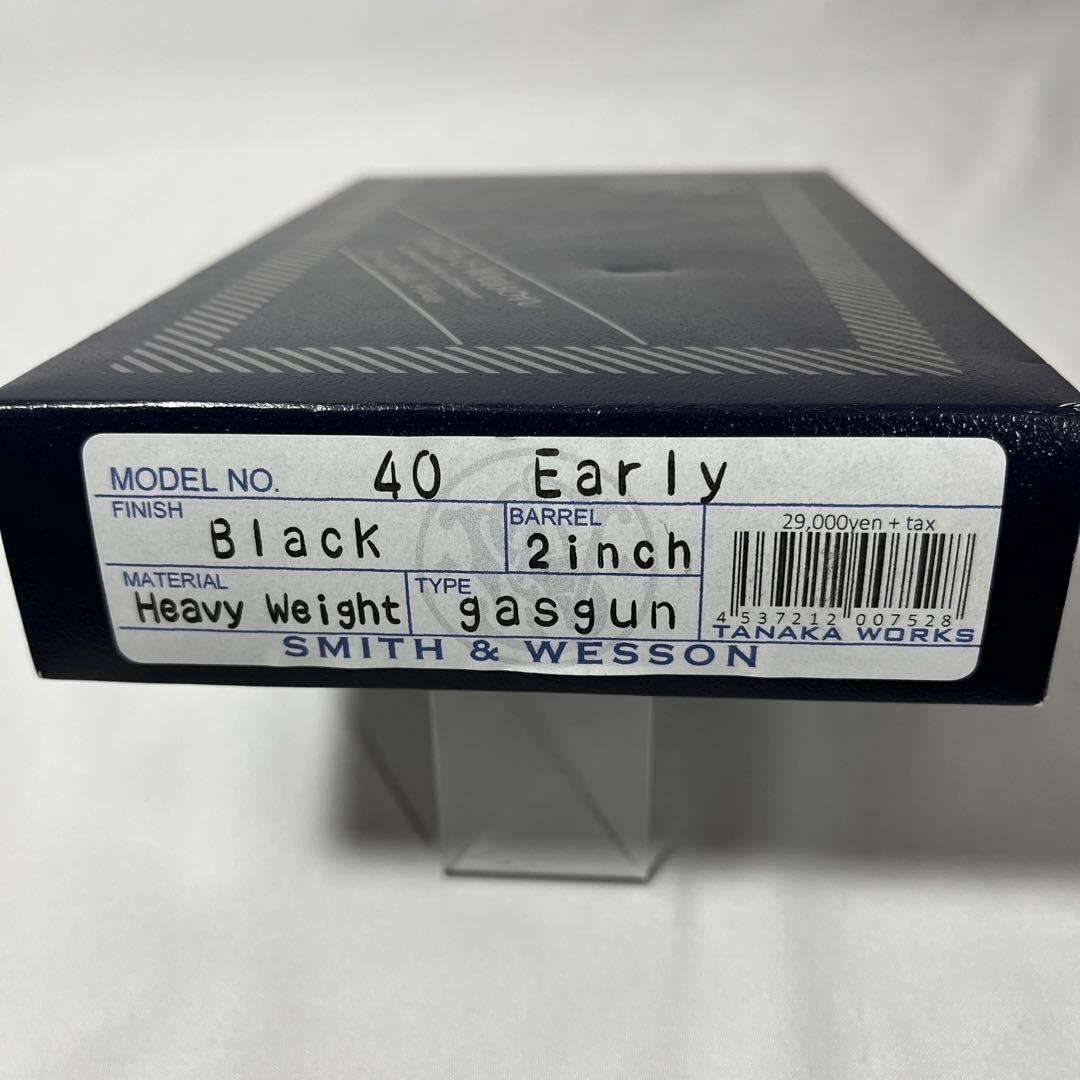 MODEL NO. 40 Early
FINISH Black
BARREL 2inch
29,000yen + tax
MATERIAL Heavy Weight
TYPE gasgun
4 537212 007528
TANAKA WORKS
SMITH & WESSON